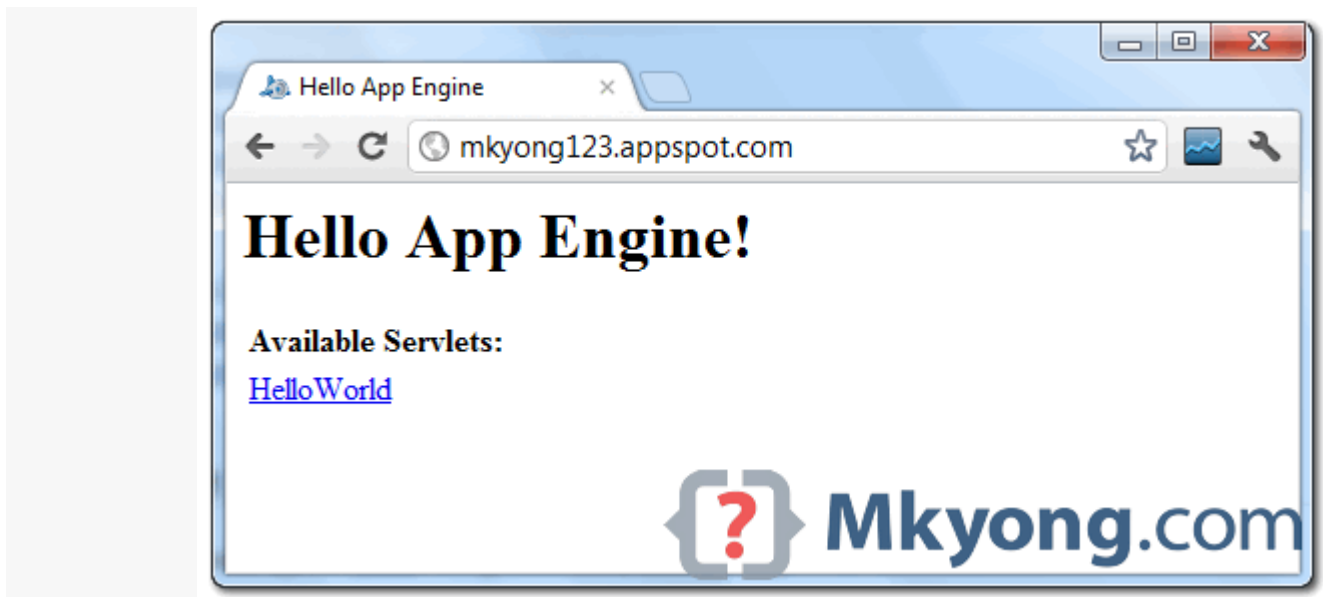 Hello App Engine
mkyong123.appspot.com
Hello App Engine!
Available Servlets:
HelloWorld
? Mkyong.com